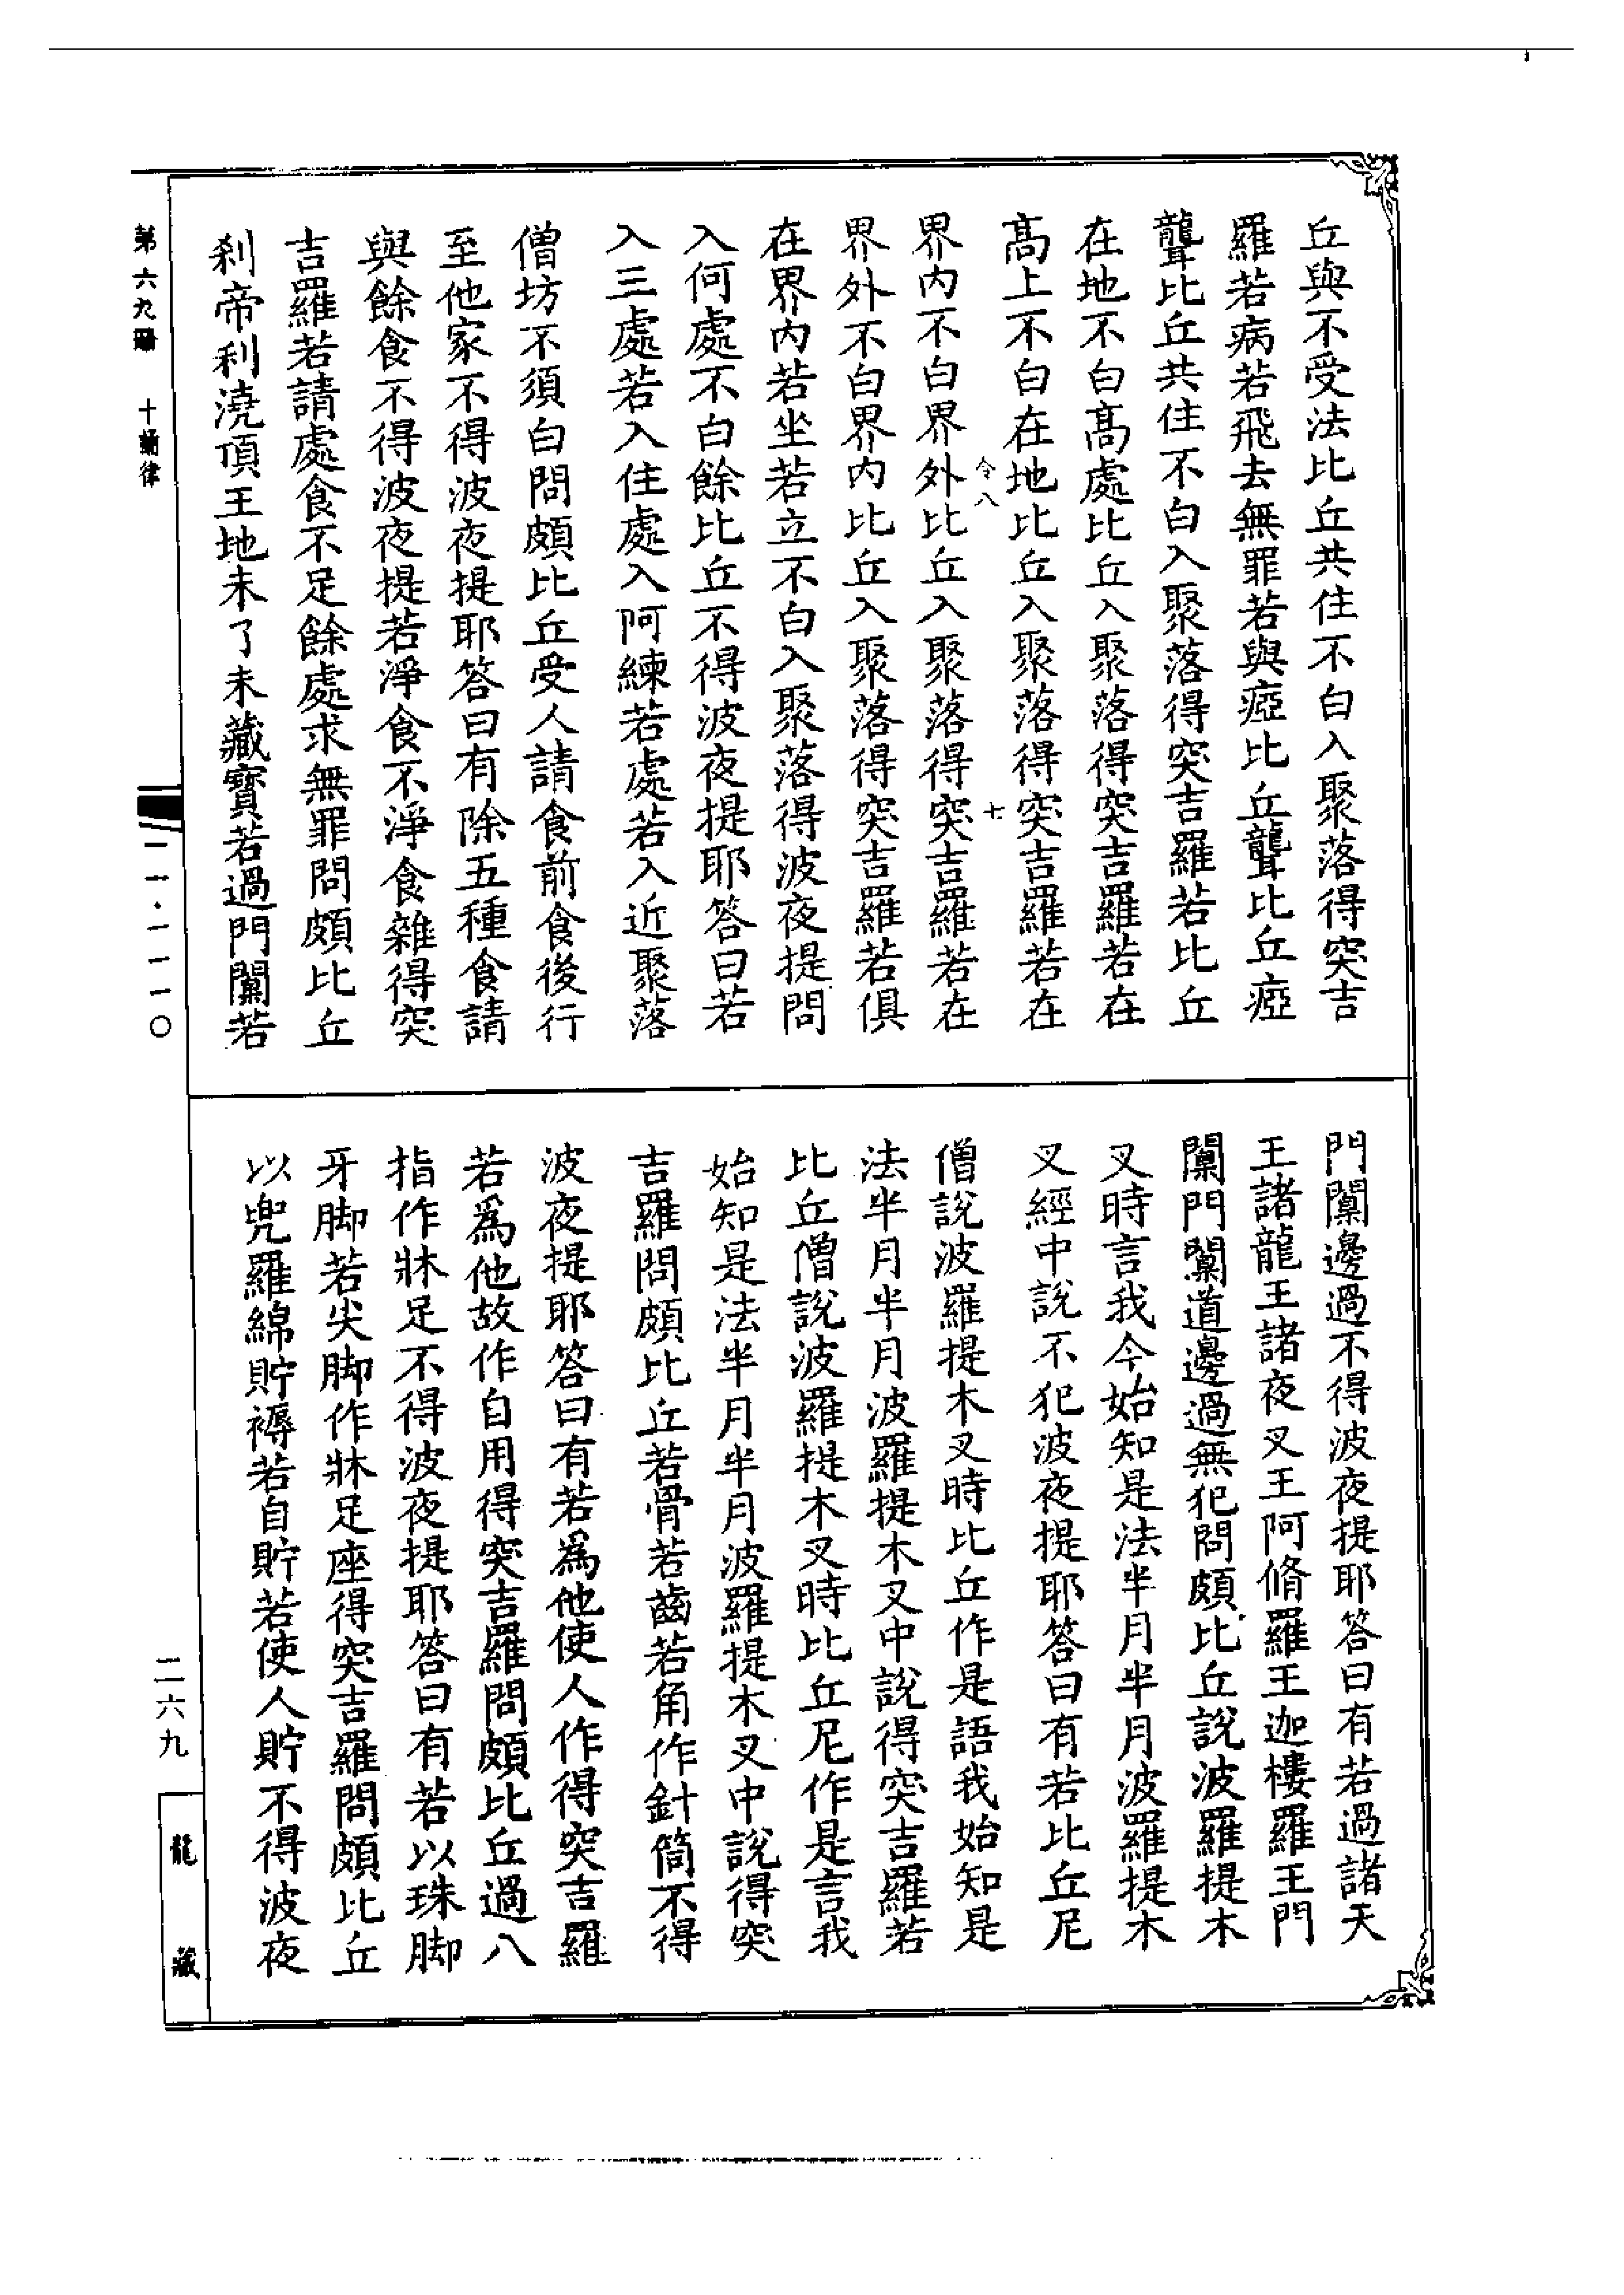 丘與不受法比丘共住不白入聚落得突吉
羅若病若飛去無罪若與瘂比丘聾比丘瘂
聾比丘共住不白入聚落得突吉羅若比丘
在地不白髙處比丘入聚落得突吉羅若在
髙上不白在地比丘入聚落得突吉羅若在
令八
七
界内不白界外比丘入聚落得突吉羅若在
界外不白界内比丘入聚落得突吉羅若俱
在界内若坐若立不白入聚落得波夜提問
入何處不白餘比丘不得波夜提耶答曰若
入三處若入住處入阿練若處若入近聚落
僧坊不須白問頗比丘受人請食前食後行
至他家不得波夜提耶答曰有除五種食請
與餘食不得波夜提若淨食不淨食雜得突
吉羅若請處食不足餘處求無罪問頗比丘
刹帝利澆頂王地未了未藏寶若過門闑若
門闑邊過不得波夜提耶答曰有若過諸天
王諸龍王諸夜叉王阿脩羅王迦樓羅王門
闑門闑道邊過無犯問頗比丘說波羅提木
叉時言我今始知是法半月半月波羅提木
叉經中說不犯波夜提耶答曰有若比丘尼
僧說波羅提木叉時比丘作是語我始知是
法半月半月波羅提木叉中說得突吉羅若
比丘僧說波羅提木叉時比丘尼作是言我
始知是法半月半月波羅提木叉中說得突
吉羅問頗比丘若骨若齒若角作針筒不得
波夜提耶答曰有若爲他使人作得突吉羅
若爲他故作自用得突吉羅問頗比丘過八
指作牀足不得波夜提耶答曰有若以珠脚
牙脚若尖脚作牀足座得突吉羅問頗比丘
以兜羅綿貯褥若自貯若使人貯不得波夜
第六九冊　十誦律
一一·一一一〇
二六九
龍藏